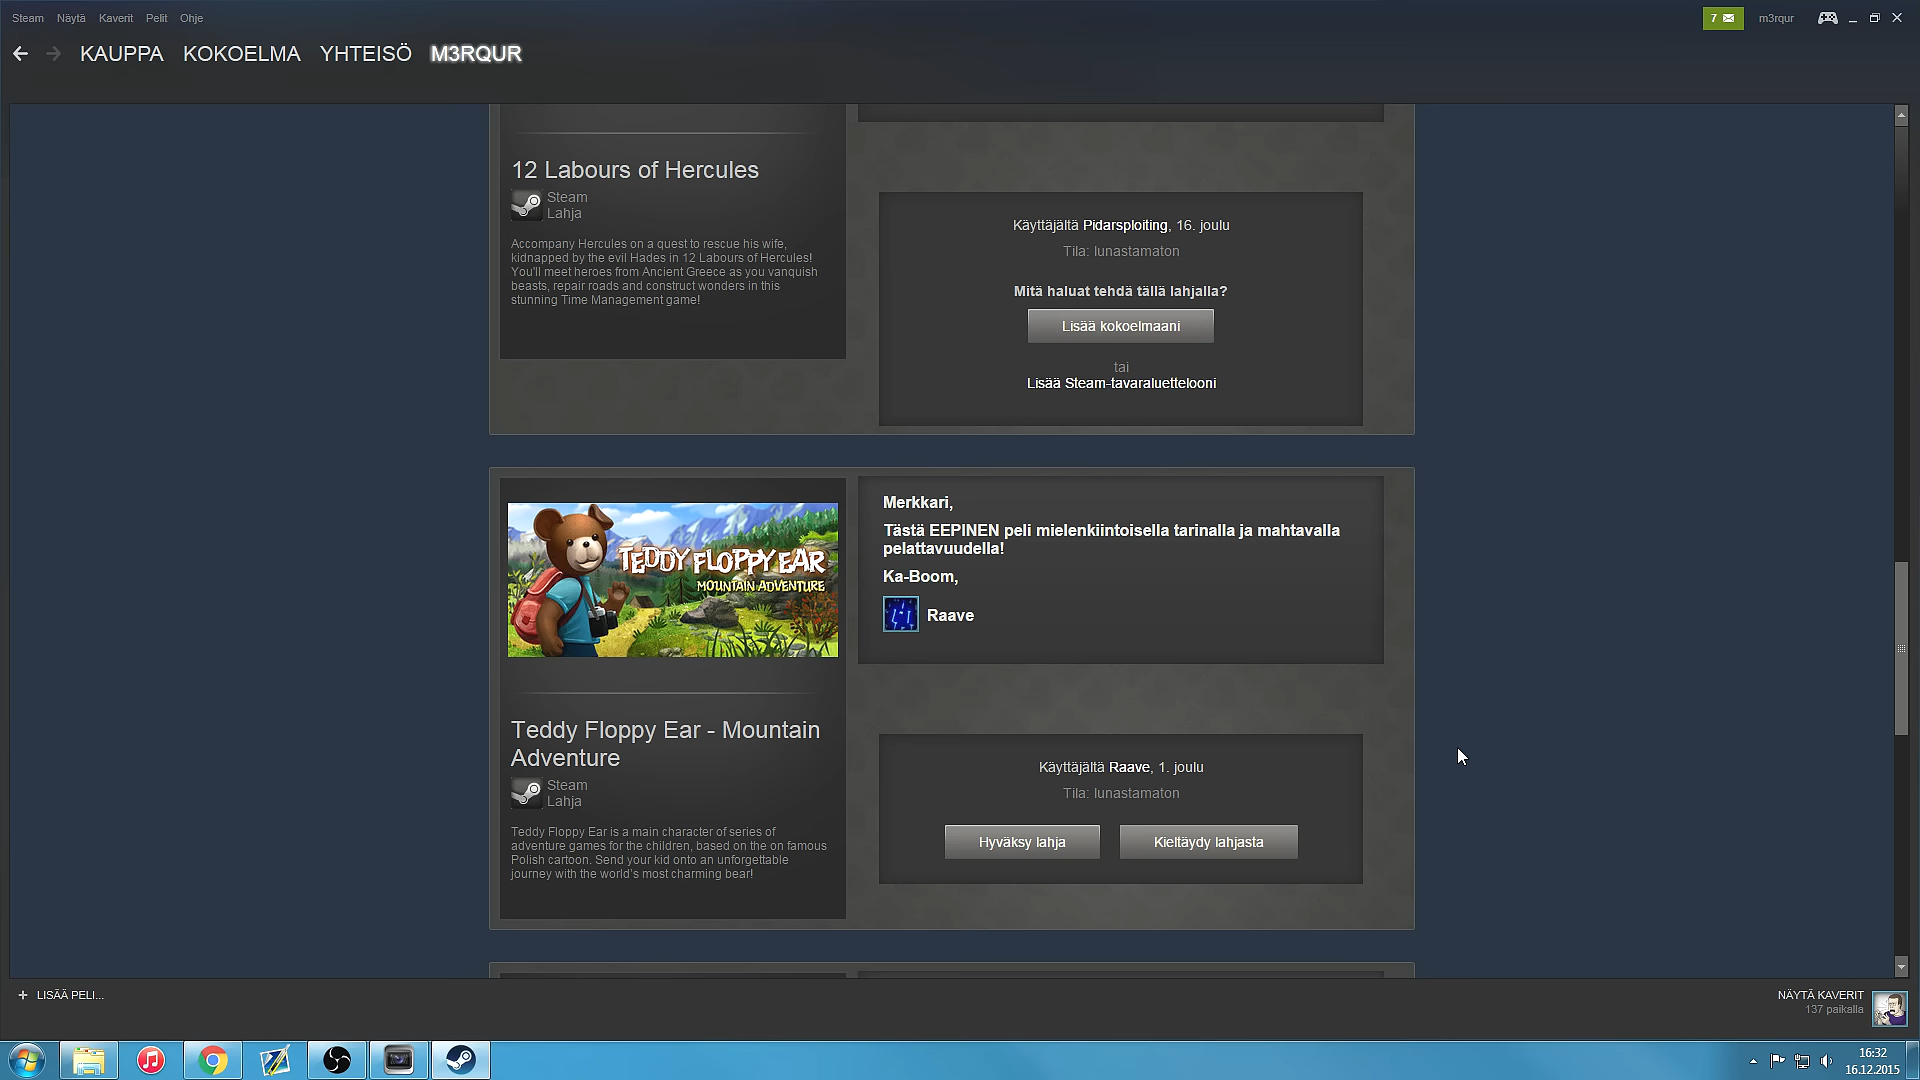 Steam Näytä Kaverit Pelit Ohje
7
m3rqur
KAUPPA KOKOELMA YHTEISÖ M3RQUR
12 Labours of Hercules
Steam
Lahja
Accompany Hercules on a quest to rescue his wife,
kidnapped by the evil Hades in 12 Labours of Hercules!
You'll meet heroes from Ancient Greece as you vanquish
beasts, repair roads and construct wonders in this
stunning Time Management game!
Käyttäjältä Pidarsploiting, 16. joulu
Tila: lunastamaton
Mitä haluat tehdä tällä lahjalla?
Lisää kokoelmaani
tai
Lisää Steam-tavaraluettelooni
TEDDY FLOPPY EAR
MOUNTAIN ADVENTURE
Teddy Floppy Ear - Mountain
Adventure
Steam
Lahja
Teddy Floppy Ear is a main character of series of
adventure games for the children, based on the on famous
Polish cartoon. Send your kid onto an unforgettable
journey with the world's most charming bear!
Merkkari,
Tästä EEPINEN peli mielenkiintoisella tarinalla ja mahtavalla
pelattavuudella!
Ka-Boom,
Raave
Käyttäjältä Raave, 1. joulu
Tila: lunastamaton
Hyväksy lahja
Kieltäydy lahjasta
LISÄÄ PELI...
NÄYTÄ KAVERIT
137 paikalla
16:32
16.12.2015